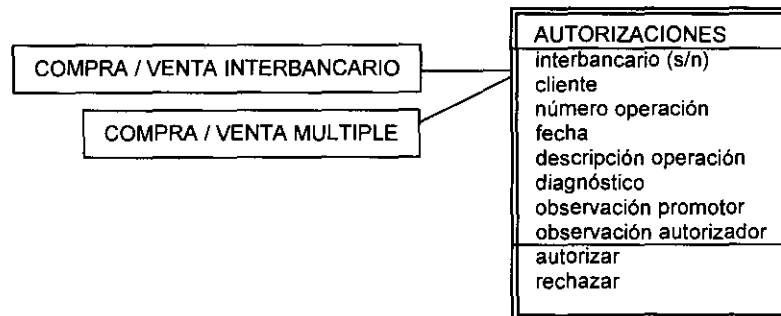 AUTORIZACIONES
COMPRA / VENTA INTERBANCARIO
COMPRA / VENTA MULTIPLE
interbancario (s/n)
cliente
número operación
fecha
descripción operación
diagnóstico
observación promotor
observación autorizador
autorizar
rechazar